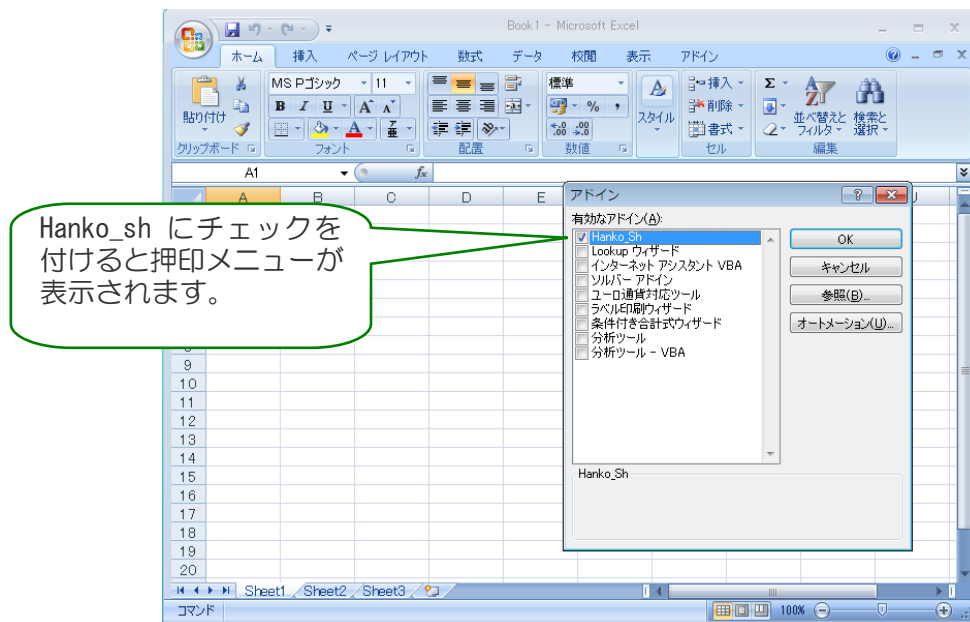 Book1 - Microsoft Excel
ホーム 挿入 ページ レイアウト 数式 データ 校閲 表示 アドイン
貼り付け
クリップボード
MS Pゴシック 11
B I U A A
A
フォント
配置
標準
% ,
数値
スタイル
挿入
削除
書式
セル
Σ
並べ替えと
フィルタ
検索と
選択
編集
A1
fx
A B C D E
Hanko_sh にチェックを
付けると押印メニューが
表示されます。
アドイン
有効なアドイン(A):
Hanko_Sh
Lookup ウィザード
インターネット アシスタント VBA
ソルバー アドイン
ユーロ通貨対応ツール
ラベル印刷ウィザード
条件付き合計式ウィザード
分析ツール
分析ツール - VBA
OK
キャンセル
参照(B)...
オートメーション(U)...
Hanko_Sh
9
10
11
12
13
14
15
16
17
18
19
20
Sheet1 Sheet2 Sheet3
コマンド
100%